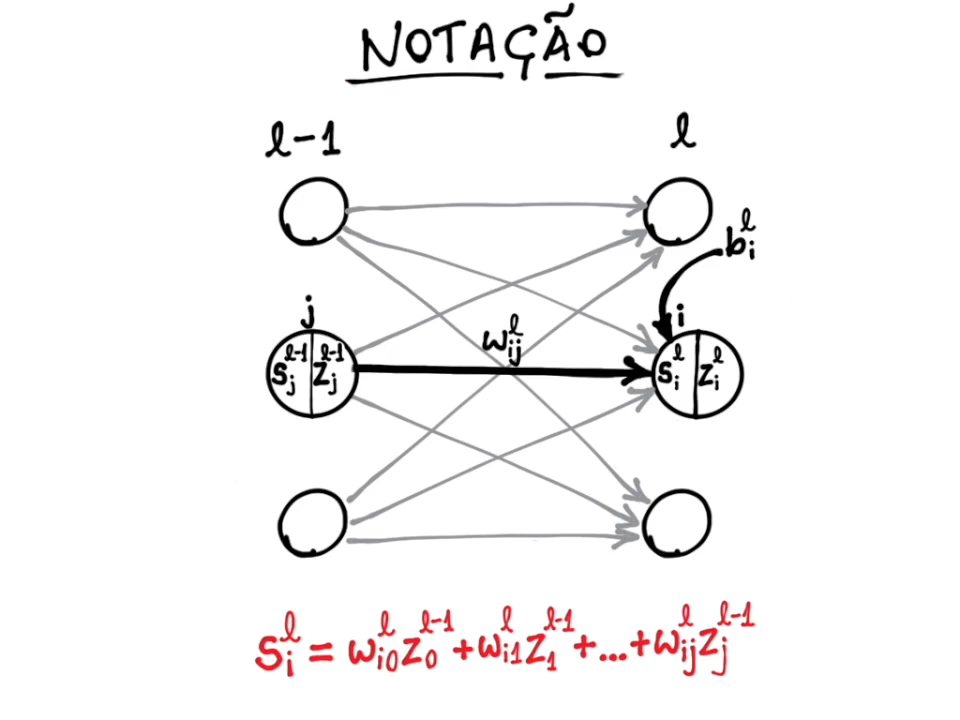 NOTAÇÃO
ℓ-1 ℓ
b_i^ℓ
j i
w_ij^ℓ
s_j^ℓ-1 z_j^ℓ-1 s_i^ℓ z_i^ℓ
s_i^ℓ = w_i0^ℓ z_0^ℓ-1 + w_i1^ℓ z_1^ℓ-1 + ... + w_ij^ℓ z_j^ℓ-1